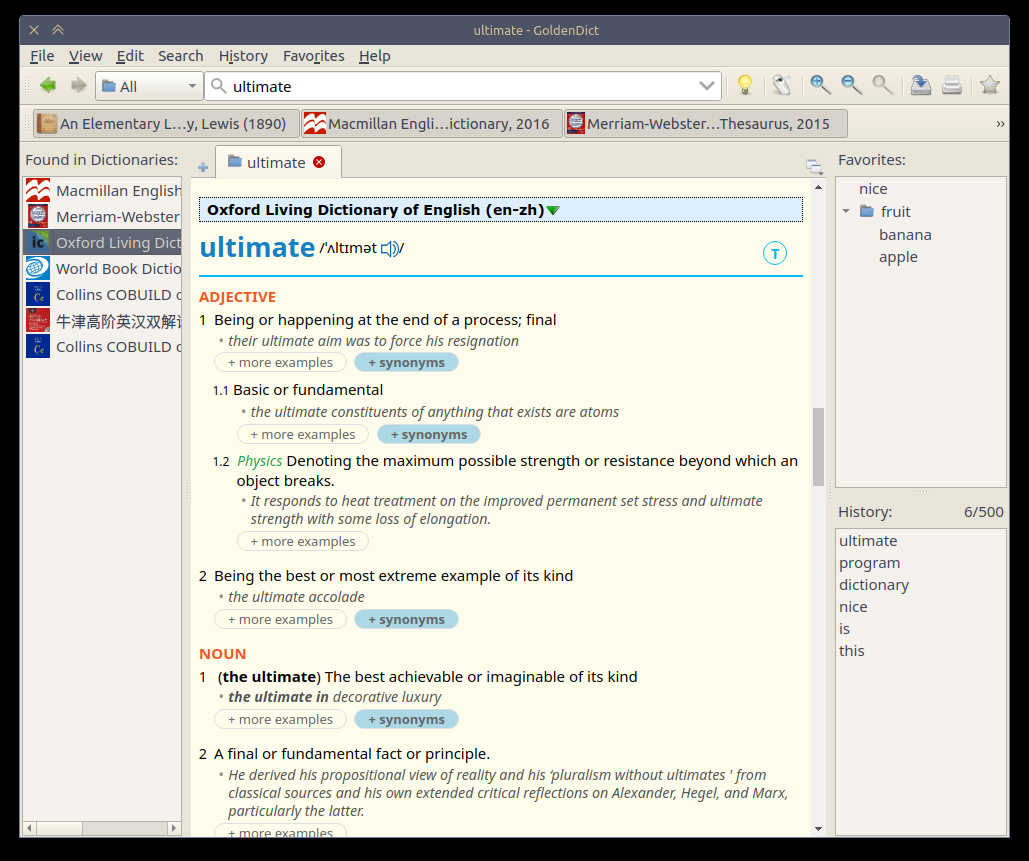 ultimate - GoldenDict
File View Edit Search History Favorites Help
All ultimate
An Elementary L...y, Lewis (1890) Macmillan Engli...ictionary, 2016 Merriam-Webster...Thesaurus, 2015 »
Found in Dictionaries:
Macmillan English
Merriam-Webster
Oxford Living Dict
World Book Dictio
Collins COBUILD c
牛津高阶英汉双解
Collins COBUILD c
ultimate
Oxford Living Dictionary of English (en-zh)
ultimate /ˈʌltɪmət /
T
ADJECTIVE
1 Being or happening at the end of a process; final
• their ultimate aim was to force his resignation
+ more examples + synonyms
1.1 Basic or fundamental
• the ultimate constituents of anything that exists are atoms
+ more examples + synonyms
1.2 Physics Denoting the maximum possible strength or resistance beyond which an
object breaks.
• It responds to heat treatment on the improved permanent set stress and ultimate
strength with some loss of elongation.
+ more examples
2 Being the best or most extreme example of its kind
• the ultimate accolade
+ more examples + synonyms
NOUN
1 (the ultimate) The best achievable or imaginable of its kind
• the ultimate in decorative luxury
+ more examples + synonyms
2 A final or fundamental fact or principle.
• He derived his propositional view of reality and his 'pluralism without ultimates ' from
classical sources and his own extended critical reflections on Alexander, Hegel, and Marx,
particularly the latter.
+ more examples
Favorites:
nice
fruit
banana
apple
History: 6/500
ultimate
program
dictionary
nice
is
this